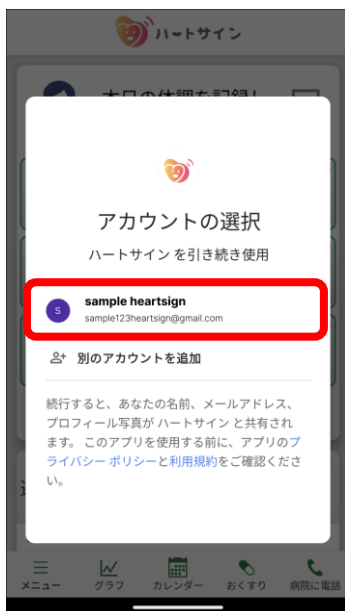 ハートサイン
本日の体調を記録し
アカウントの選択
ハートサイン を引き続き使用
S
sample heartsign
sample123heartsign@gmail.com
別のアカウントを追加
続行すると、あなたの名前、メールアドレス、
プロフィール写真が ハートサイン と共有され
ます。 このアプリを使用する前に、アプリのプ
ライバシー ポリシーと利用規約をご確認くださ
い。
メニュー グラフ カレンダー おくすり 病院に電話